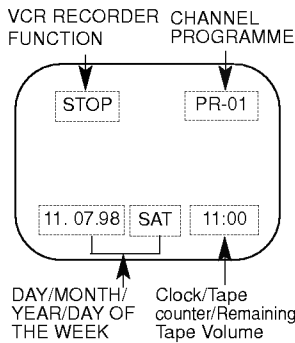 VCR RECORDER
FUNCTION
CHANNEL
PROGRAMME
STOP
PR-01
11. 07.98
SAT
11:00
DAY/MONTH/
YEAR/DAY OF
THE WEEK
Clock/Tape
counter/Remaining
Tape Volume